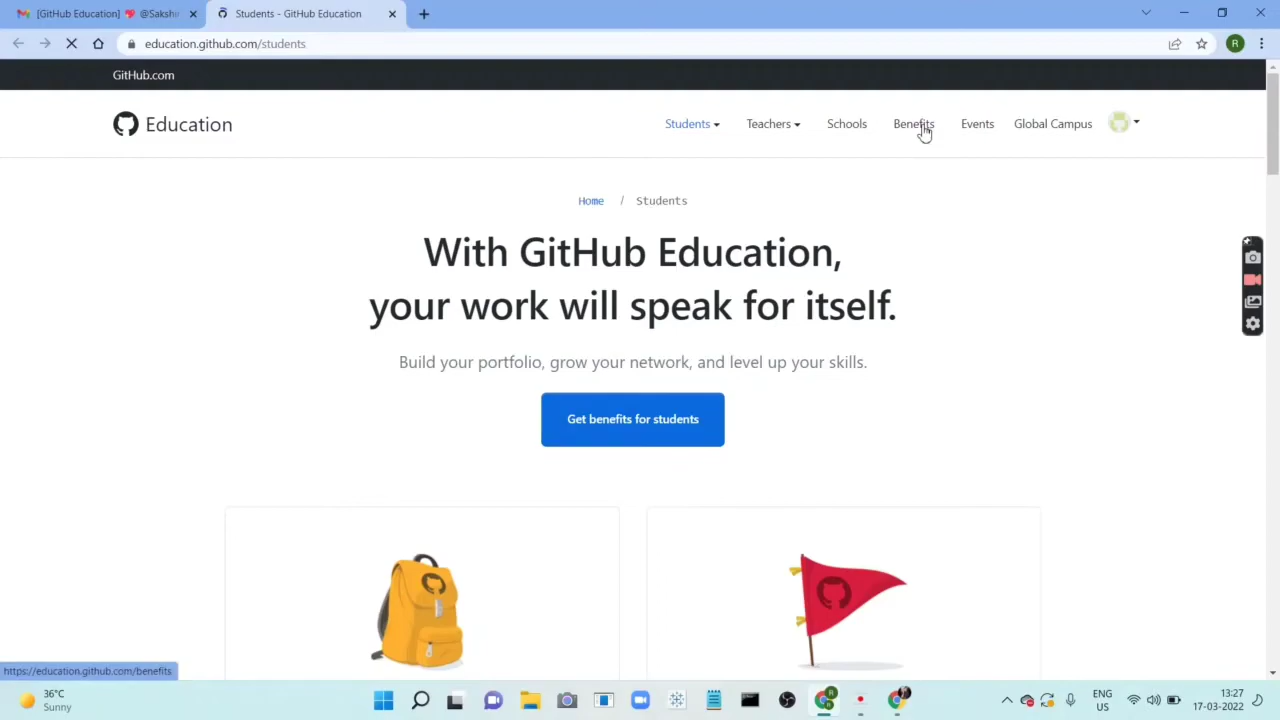 [GitHub Education] 💖 @Sakshi
Students - GitHub Education
education.github.com/students
R
GitHub.com
Education
Students
Teachers
Schools
Benefits
Events
Global Campus
Home / Students
With GitHub Education,
your work will speak for itself.
Build your portfolio, grow your network, and level up your skills.
Get benefits for students
https://education.github.com/benefits
36°C
Sunny
R
ENG
US
13:27
17-03-2022